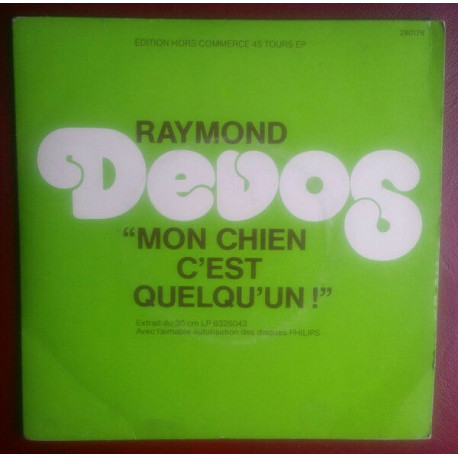 EDITION HORS COMMERCE 45 TOURS EP
RAYMOND
Devos
"MON CHIEN
C'EST
QUELQU'UN !"
Extrait du 30 cm LP 6325043
Avec l'aimable autorisation des disques PHILIPS